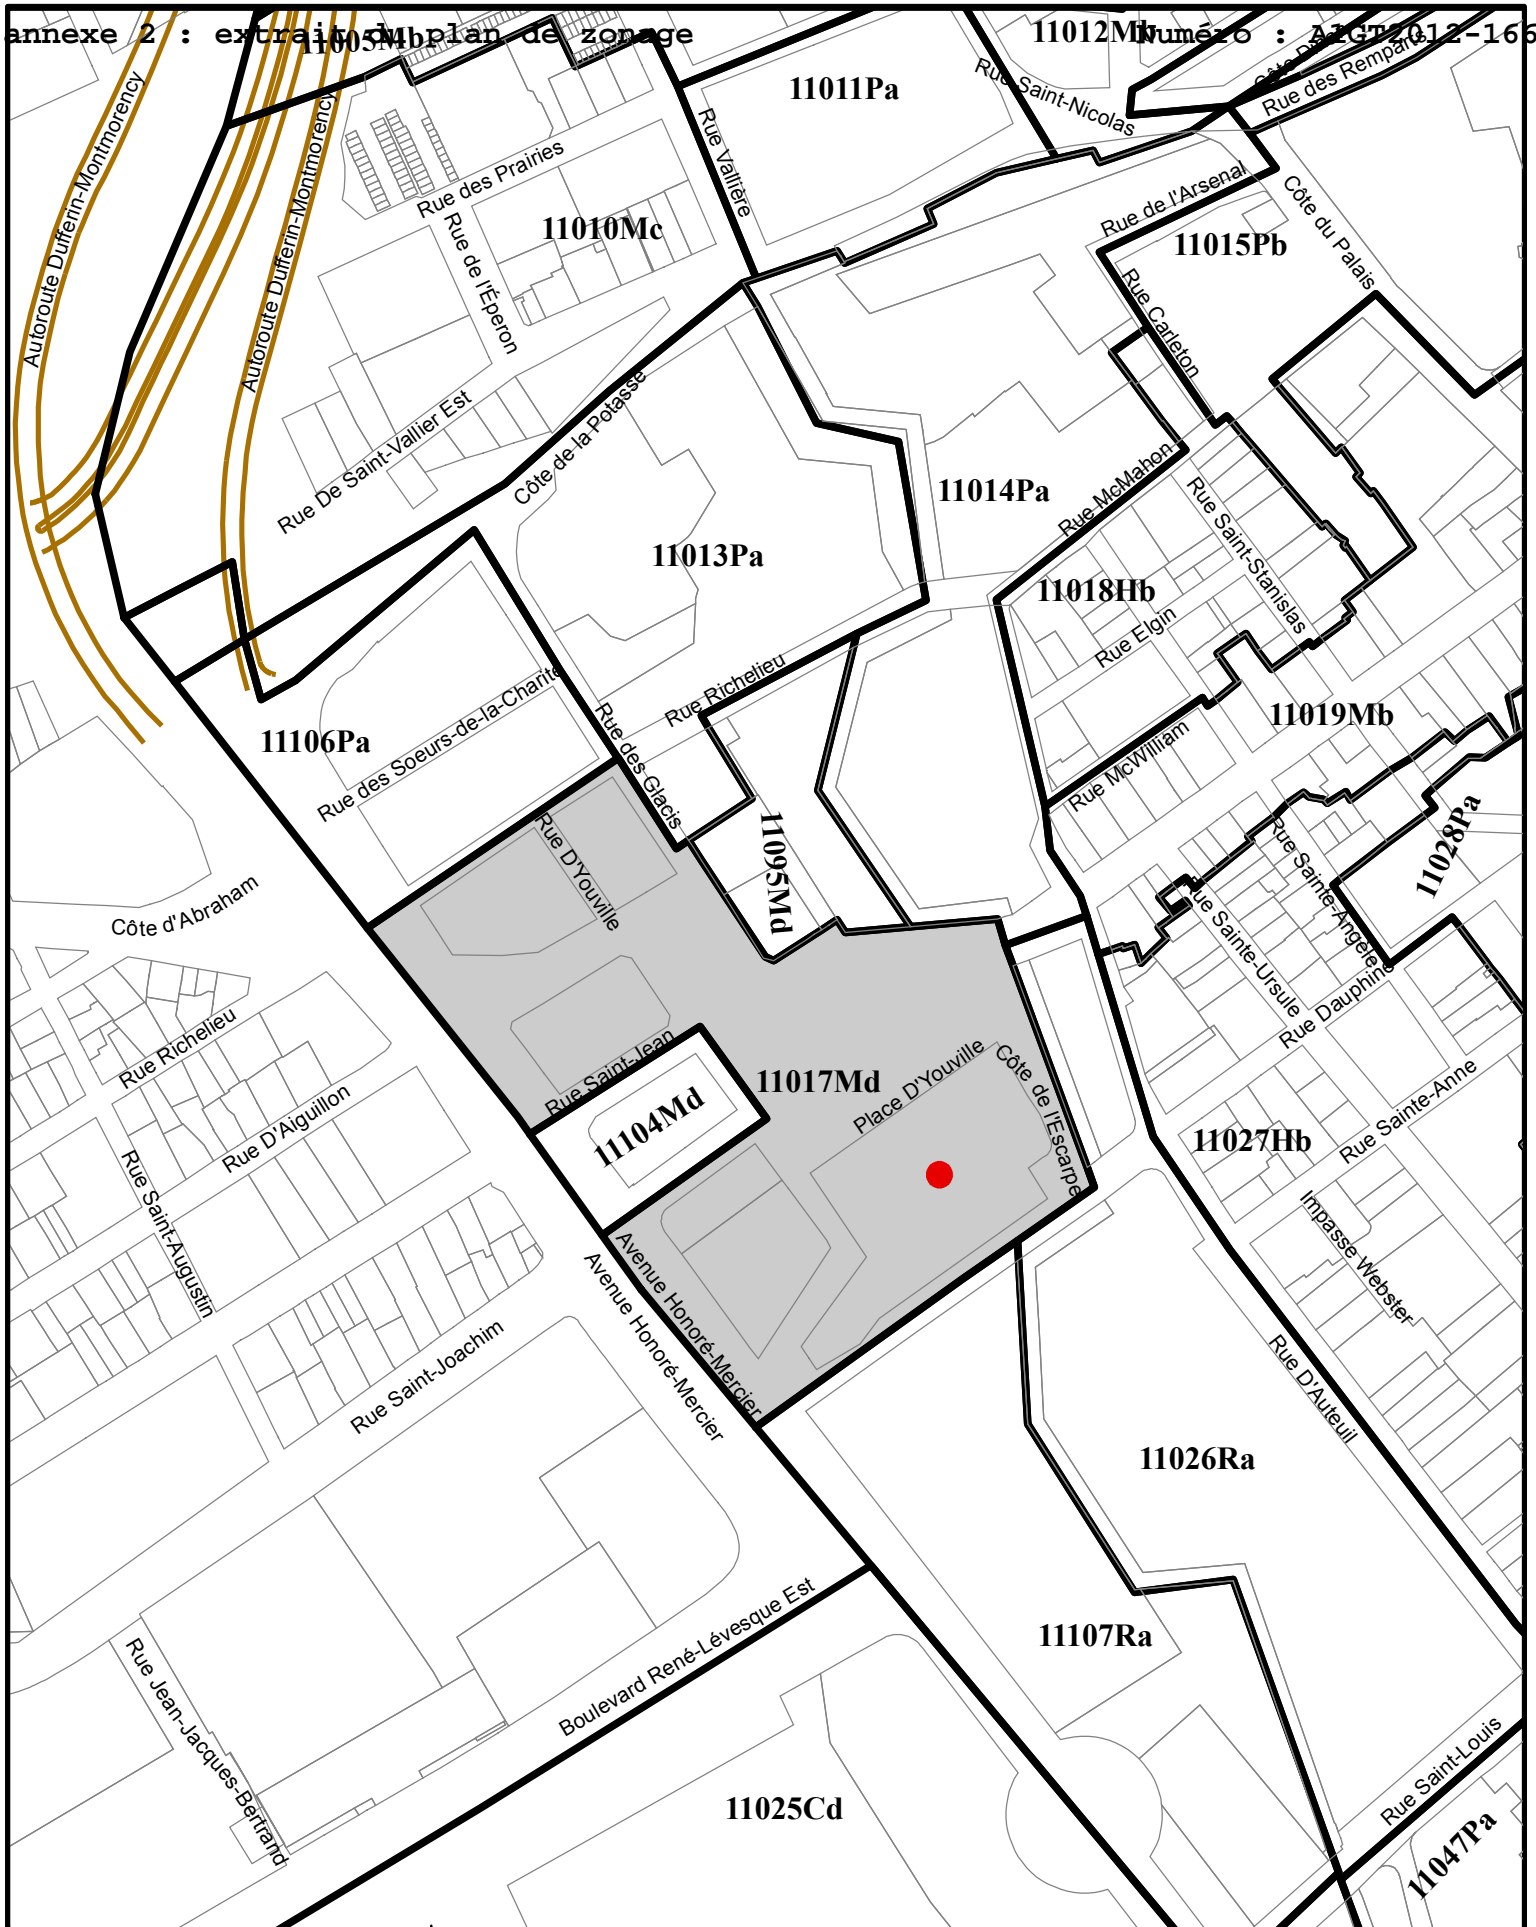 annexe 2 : extrait du plan de zonage
Numéro : A1GT2012-166
11005Mb
11012Mb
Rue des Remparts
11011Pa
Rue Saint-Nicolas
Autoroute Dufferin-Montmorency
Autoroute Dufferin-Montmorency
Rue Vallière
Rue des Prairies
11010Mc
Rue de l'Éperon
Rue de l'Arsenal
11015Pb
Côte du Palais
Rue Carleton
Rue De Saint-Vallier Est
Côte de la Potasse
11013Pa
11014Pa
Rue McMahon
Rue Saint-Stanislas
11018Hb
Rue Elgin
Rue Richelieu
11106Pa
Rue des Soeurs-de-la-Charité
Rue des Glacis
11019Mb
Rue McWilliam
Rue D'Youville
11095Md
11028Pa
Rue Sainte-Angèle
Rue Sainte-Ursule
Rue Dauphine
Côte d'Abraham
Rue Richelieu
Rue D'Aiguillon
Rue Saint-Jean
11104Md
11017Md
Place D'Youville
Côte de l'Escarpe
11027Hb
Rue Sainte-Anne
Impasse Webster
Rue Saint-Augustin
Avenue Honoré-Mercier
Avenue Honoré-Mercier
Rue Saint-Joachim
Rue D'Auteuil
11026Ra
11107Ra
Boulevard René-Lévesque Est
Rue Jean-Jacques-Bertrand
11025Cd
Rue Saint-Louis
11047Pa